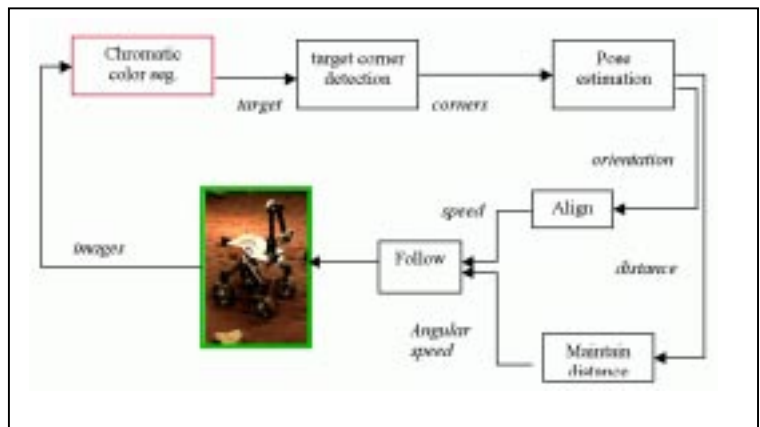 Chromatic
color seg.
target corner
detection
Pose
estimation
target
corners
orientation
speed
Align
images
Follow
distance
Angular
speed
Maintain
distance